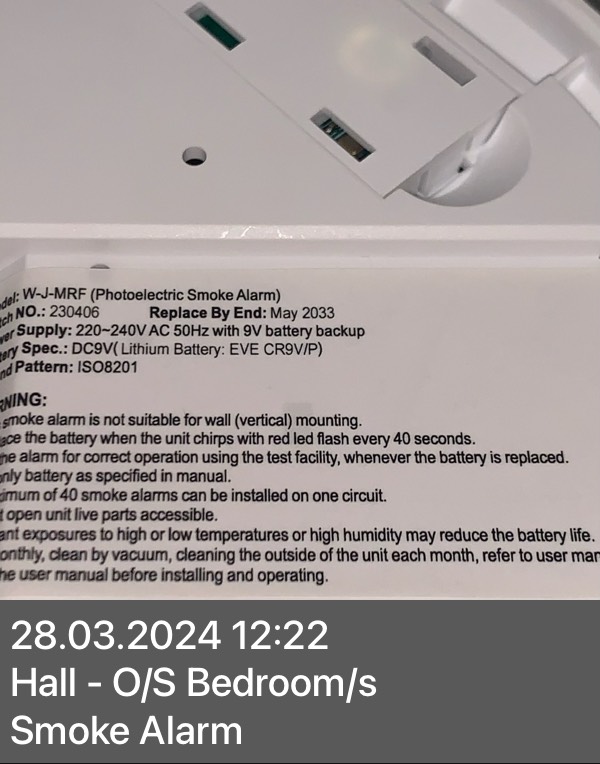 del: W-J-MRF (Photoelectric Smoke Alarm)
tch NO.: 230406 Replace By End: May 2033
wer Supply: 220~240V AC 50Hz with 9V battery backup
ery Spec.: DC9V( Lithium Battery: EVE CR9V/P)
nd Pattern: ISO8201
RNING:
smoke alarm is not suitable for wall (vertical) mounting.
ace the battery when the unit chirps with red led flash every 40 seconds.
he alarm for correct operation using the test facility, whenever the battery is replaced.
only battery as specified in manual.
imum of 40 smoke alarms can be installed on one circuit.
t open unit live parts accessible.
ant exposures to high or low temperatures or high humidity may reduce the battery life.
onthly, clean by vacuum, cleaning the outside of the unit each month, refer to user man
he user manual before installing and operating.
28.03.2024 12:22
Hall - O/S Bedroom/s
Smoke Alarm